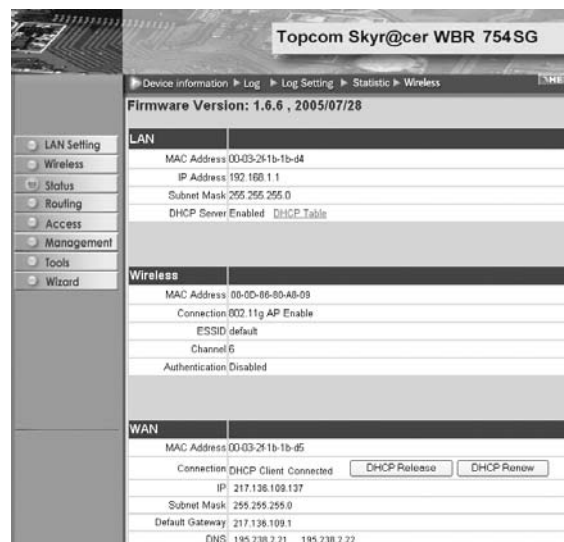 Topcom Skyr@cer WBR 754SG
Device information Log Log Setting Statistic Wireless
Firmware Version: 1.6.6 , 2005/07/28
LAN Setting
Wireless
Status
Routing
Access
Management
Tools
Wizard
LAN
MAC Address 00-03-2f-1b-1b-d4
IP Address 192.168.1.1
Subnet Mask 255.255.255.0
DHCP Server Enabled DHCP Table
Wireless
MAC Address 00-0D-86-80-A8-09
Connection 802.11g AP Enable
ESSID default
Channel 6
Authentication Disabled
WAN
MAC Address 00-03-2f-1b-1b-d5
Connection DHCP Client Connected DHCP Release DHCP Renew
IP 217.136.109.137
Subnet Mask 255.255.255.0
Default Gateway 217.136.109.1
DNS 195.238.2.21 195.238.2.22